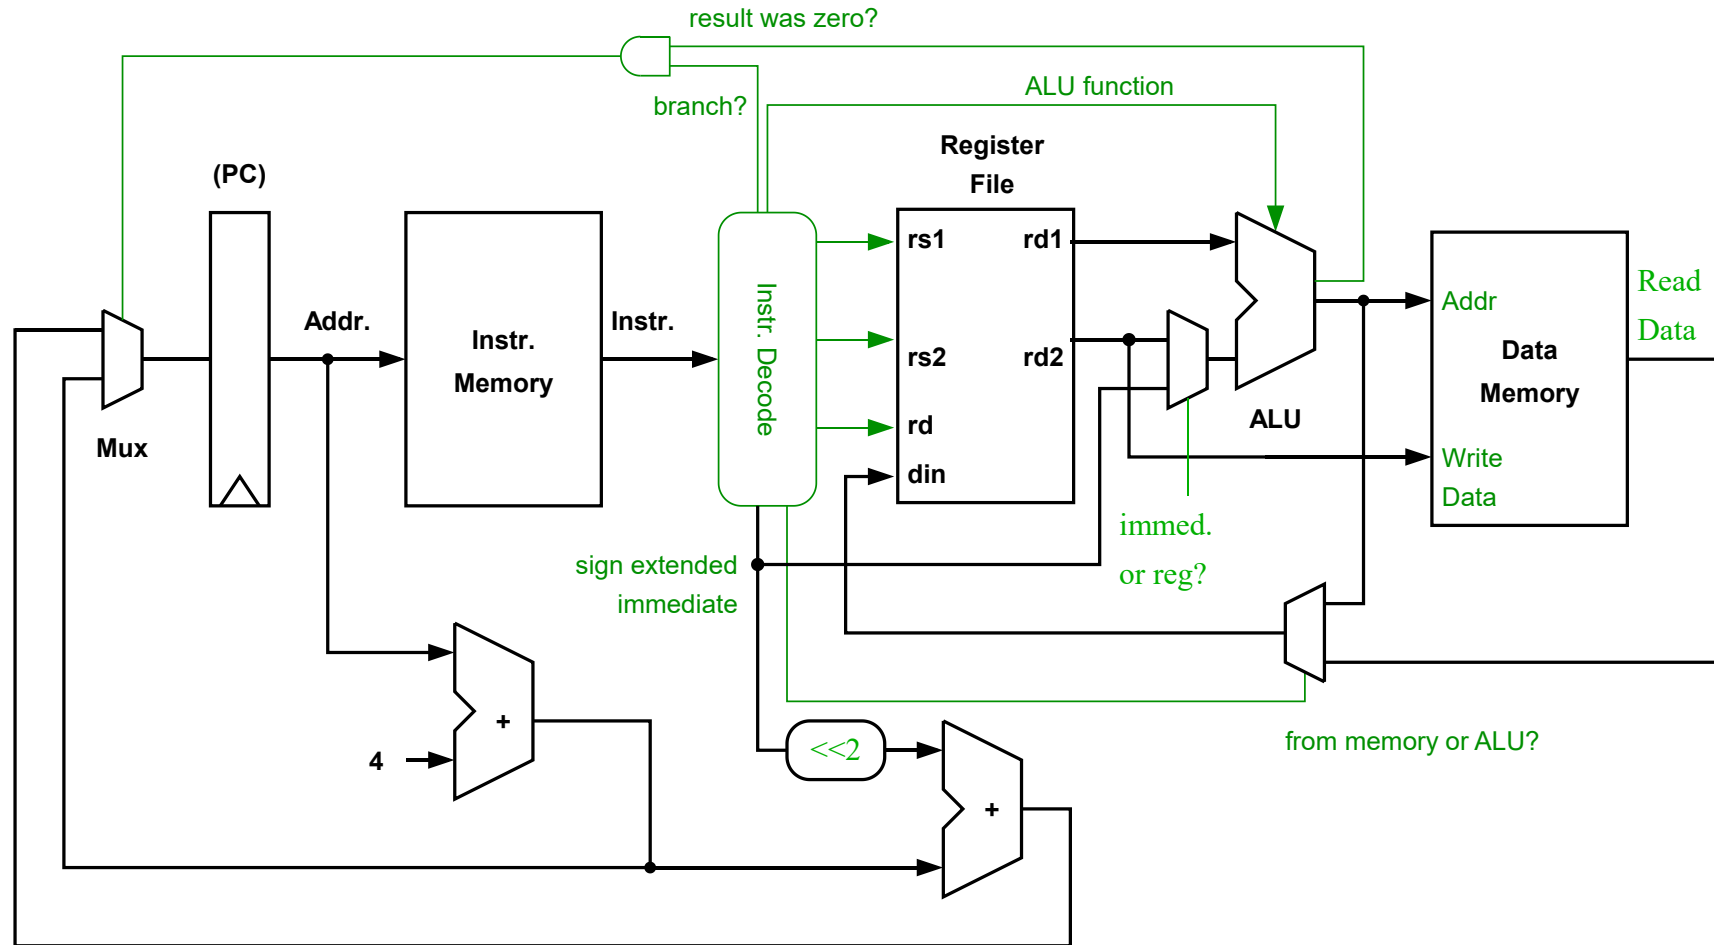 result was zero?
ALU function
branch?
Register
File
(PC)
rs1
rd1
Read
Data
Addr.
Instr.
Instr.
Memory
Instr. Decode
rs2
rd2
Addr
Data
Memory
Mux
rd
ALU
din
Write
Data
immed.
or reg?
sign extended
immediate
+
4
<<2
from memory or ALU?
+